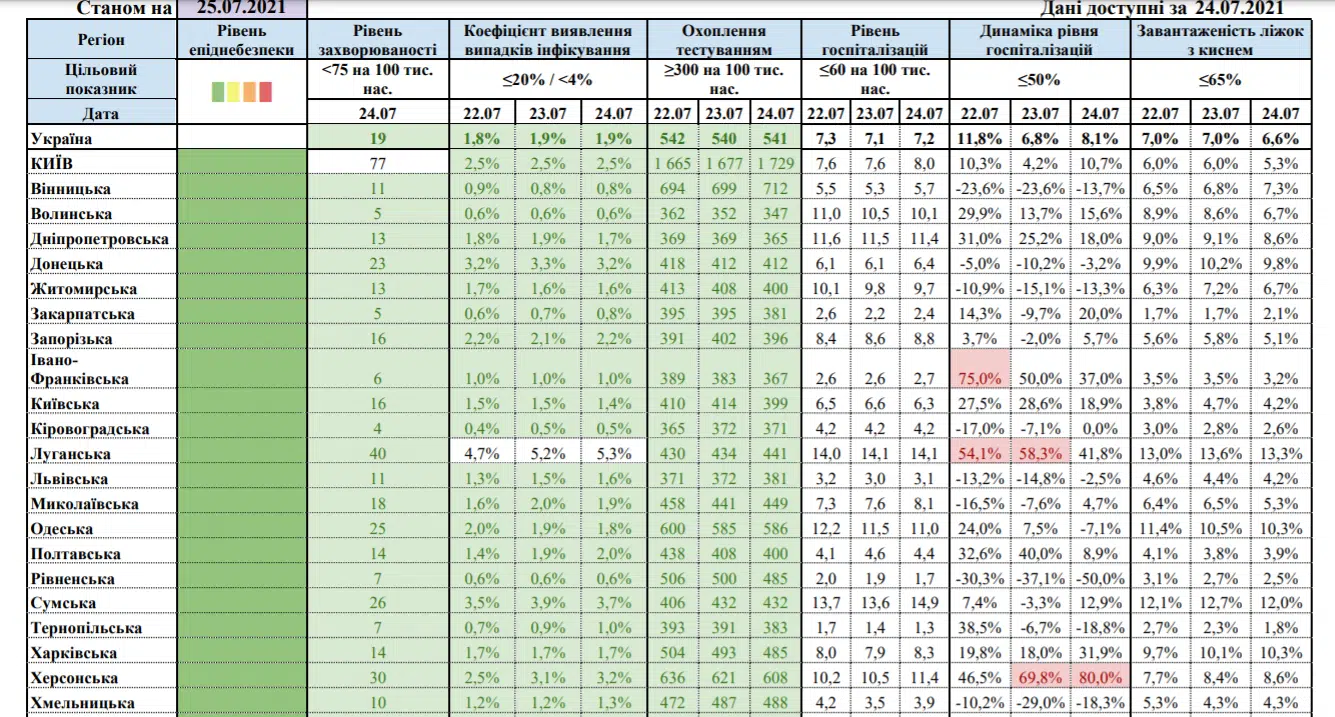 Станом на 25.07.2021 Дані доступні за 24.07.2021
Регіон Рівень епіднебезпеки Рівень захворюваності Коефіцієнт виявлення випадків інфікування Охоплення тестуванням Рівень госпіталізацій Динаміка рівня госпіталізацій Завантаженість ліжок з киснем
Цільовий показник <75 на 100 тис. нас. ≤20% / <4% ≥300 на 100 тис. нас. ≤60 на 100 тис. нас. ≤50% ≤65%
Дата 24.07 22.07 23.07 24.07 22.07 23.07 24.07 22.07 23.07 24.07 22.07 23.07 24.07 22.07 23.07 24.07
Україна 19 1,8% 1,9% 1,9% 542 540 541 7,3 7,1 7,2 11,8% 6,8% 8,1% 7,0% 7,0% 6,6%
КИЇВ 77 2,5% 2,5% 2,5% 1 665 1 677 1 729 7,6 7,6 8,0 10,3% 4,2% 10,7% 6,0% 6,0% 5,3%
Вінницька 11 0,9% 0,8% 0,8% 694 699 712 5,5 5,3 5,7 -23,6% -23,6% -13,7% 6,5% 6,8% 7,3%
Волинська 5 0,6% 0,6% 0,6% 362 352 347 11,0 10,5 10,1 29,9% 13,7% 15,6% 8,9% 8,6% 6,7%
Дніпропетровська 13 1,8% 1,9% 1,7% 369 369 365 11,6 11,5 11,4 31,0% 25,2% 18,0% 9,0% 9,1% 8,6%
Донецька 23 3,2% 3,3% 3,2% 418 412 412 6,1 6,1 6,4 -5,0% -10,2% -3,2% 9,9% 10,2% 9,8%
Житомирська 13 1,7% 1,6% 1,6% 413 408 400 10,1 9,8 9,7 -10,9% -15,1% -13,3% 6,3% 7,2% 6,7%
Закарпатська 5 0,6% 0,7% 0,8% 395 395 381 2,6 2,2 2,4 14,3% -9,7% 20,0% 1,7% 1,7% 2,1%
Запорізька 16 2,2% 2,1% 2,2% 391 402 396 8,4 8,6 8,8 3,7% -2,0% 5,7% 5,6% 5,8% 5,1%
Івано-
Франківська 6 1,0% 1,0% 1,0% 389 383 367 2,6 2,6 2,7 75,0% 50,0% 37,0% 3,5% 3,5% 3,2%
Київська 16 1,5% 1,5% 1,4% 410 414 399 6,5 6,6 6,3 27,5% 28,6% 18,9% 3,8% 4,7% 4,2%
Кіровоградська 4 0,4% 0,5% 0,5% 365 372 371 4,2 4,2 4,2 -17,0% -7,1% 0,0% 3,0% 2,8% 2,6%
Луганська 40 4,7% 5,2% 5,3% 430 434 441 14,0 14,1 14,1 54,1% 58,3% 41,8% 13,0% 13,6% 13,3%
Львівська 11 1,3% 1,5% 1,6% 371 372 381 3,2 3,0 3,1 -13,2% -14,8% -2,5% 4,6% 4,4% 4,2%
Миколаївська 18 1,6% 2,0% 1,9% 458 441 449 7,3 7,6 8,1 -16,5% -7,6% 4,7% 6,4% 6,5% 5,3%
Одеська 25 2,0% 1,9% 1,8% 600 585 586 12,2 11,5 11,0 24,0% 7,5% -7,1% 11,4% 10,5% 10,3%
Полтавська 14 1,4% 1,9% 2,0% 438 408 400 4,1 4,6 4,4 32,6% 40,0% 8,9% 4,1% 3,8% 3,9%
Рівненська 7 0,6% 0,6% 0,6% 506 500 485 2,0 1,9 1,7 -30,3% -37,1% -50,0% 3,1% 2,7% 2,5%
Сумська 26 3,5% 3,9% 3,7% 406 432 432 13,7 13,6 14,9 7,4% -3,3% 12,9% 12,1% 12,7% 12,0%
Тернопільська 7 0,7% 0,9% 1,0% 393 391 383 1,7 1,4 1,3 38,5% -6,7% -18,8% 2,7% 2,3% 1,8%
Харківська 14 1,7% 1,7% 1,7% 504 493 485 8,0 7,9 8,3 19,8% 18,0% 31,9% 9,7% 10,1% 10,3%
Херсонська 30 2,5% 3,1% 3,2% 636 621 608 10,2 10,5 11,4 46,5% 69,8% 80,0% 7,7% 8,4% 8,6%
Хмельницька 10 1,2% 1,2% 1,3% 472 487 488 4,2 3,5 3,9 -10,2% -29,0% -18,3% 5,3% 4,3% 4,3%